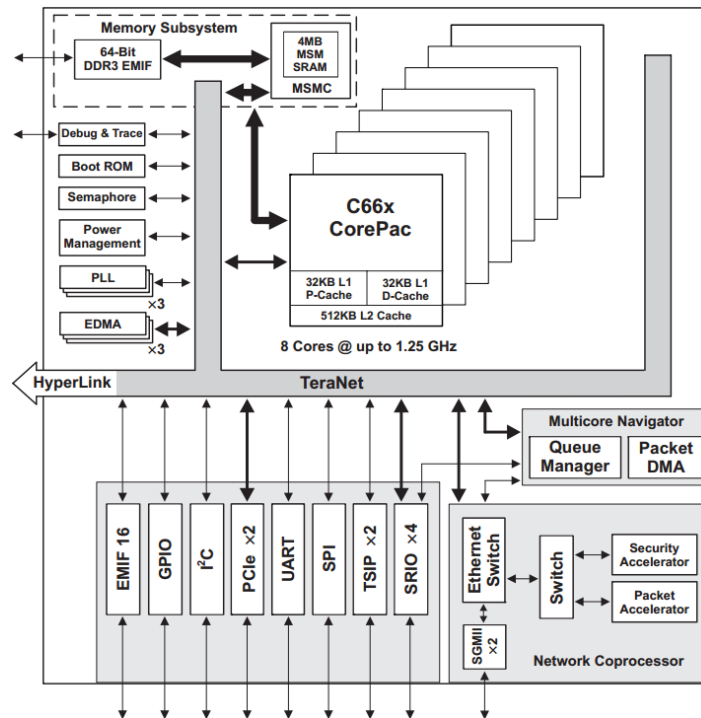 Memory Subsystem
64-Bit
DDR3 EMIF
4MB
MSM
SRAM
MSMC
Debug & Trace
Boot ROM
Semaphore
Power
Management
PLL
×3
EDMA
×3
C66x
CorePac
32KB L1
P-Cache
32KB L1
D-Cache
512KB L2 Cache
8 Cores @ up to 1.25 GHz
HyperLink
TeraNet
Multicore Navigator
Queue
Manager
Packet
DMA
EMIF 16
GPIO
I²C
PCIe ×2
UART
SPI
TSIP ×2
SRIO ×4
Ethernet
Switch
Switch
Security
Accelerator
Packet
Accelerator
SGMII
×2
Network Coprocessor